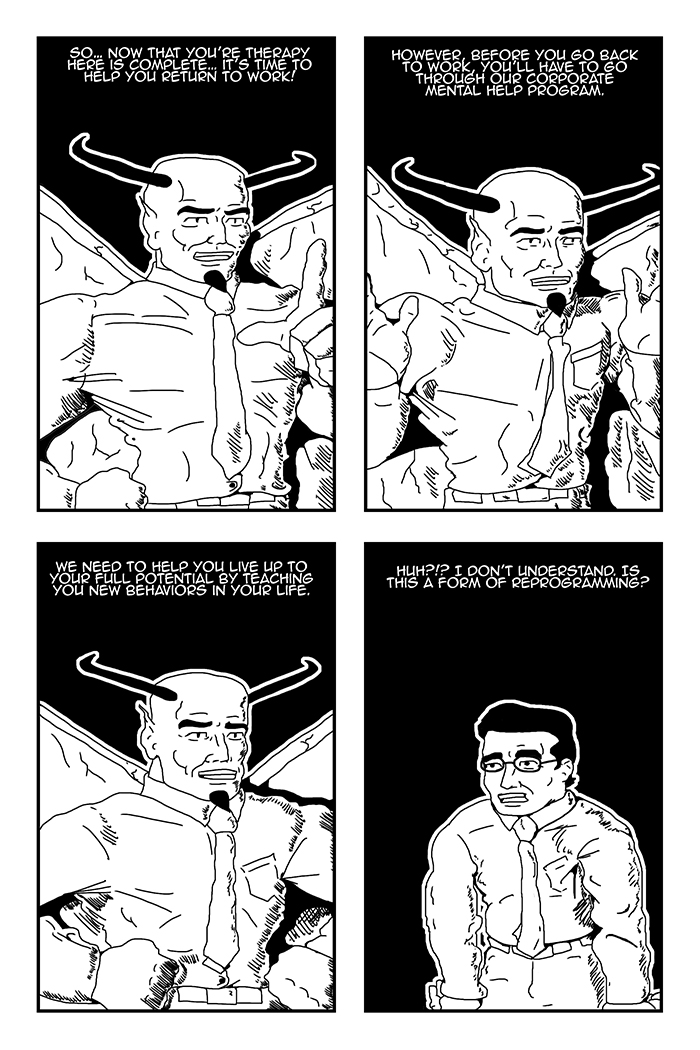 SO... NOW THAT YOU'RE THERAPY
HERE IS COMPLETE... IT'S TIME TO
HELP YOU RETURN TO WORK!
HOWEVER, BEFORE YOU GO BACK
TO WORK, YOU'LL HAVE TO GO
THROUGH OUR CORPORATE
MENTAL HELP PROGRAM.
WE NEED TO HELP YOU LIVE UP TO
YOUR FULL POTENTIAL BY TEACHING
YOU NEW BEHAVIORS IN YOUR LIFE.
HUH?!? I DON'T UNDERSTAND. IS
THIS A FORM OF REPROGRAMMING?